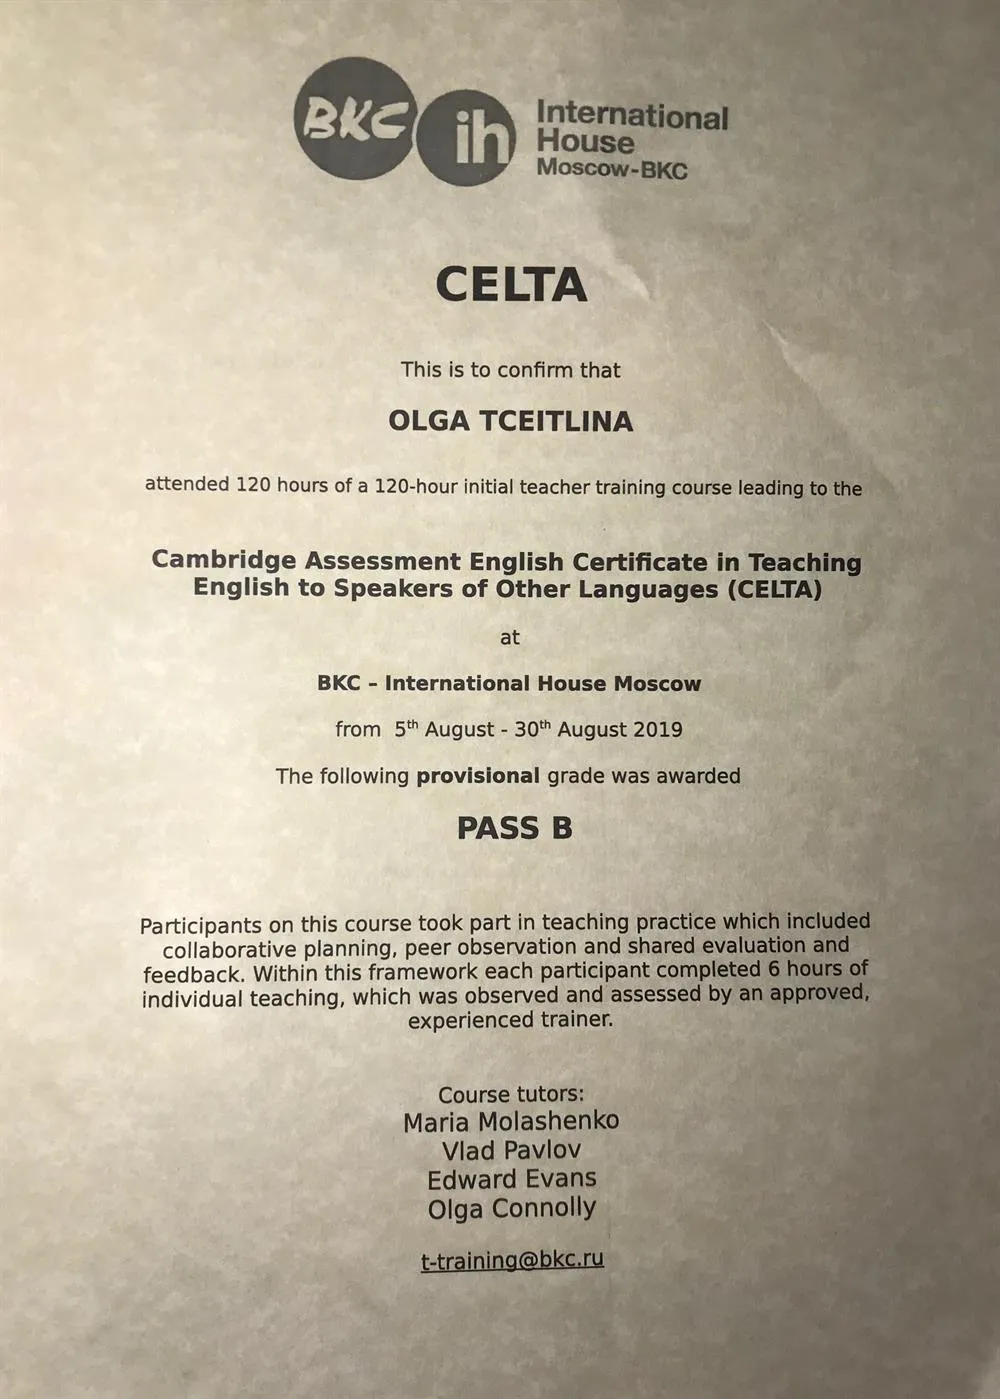 BKC ih International
House
Moscow-BKC
CELTA
This is to confirm that
OLGA TCEITLINA
attended 120 hours of a 120-hour initial teacher training course leading to the
Cambridge Assessment English Certificate in Teaching
English to Speakers of Other Languages (CELTA)
at
BKC – International House Moscow
from 5th August - 30th August 2019
The following provisional grade was awarded
PASS B
Participants on this course took part in teaching practice which included
collaborative planning, peer observation and shared evaluation and
feedback. Within this framework each participant completed 6 hours of
individual teaching, which was observed and assessed by an approved,
experienced trainer.
Course tutors:
Maria Molashenko
Vlad Pavlov
Edward Evans
Olga Connolly
t-training@bkc.ru